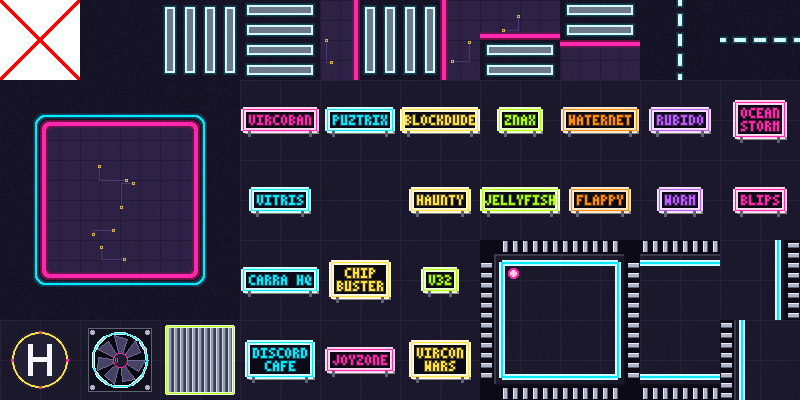 VIRCOBAN
PUZTRIX
BLOCKDUDE
ZNAX
WATERNET
RUBIDO
OCEAN
STORM
VITRIS
HAUNTY
JELLYFISH
FLAPPY
WORM
BLIPS
CARRA HQ
CHIP
BUSTER
V32
H
DISCORD
CAFE
JOYZONE
VIRCON
WARS